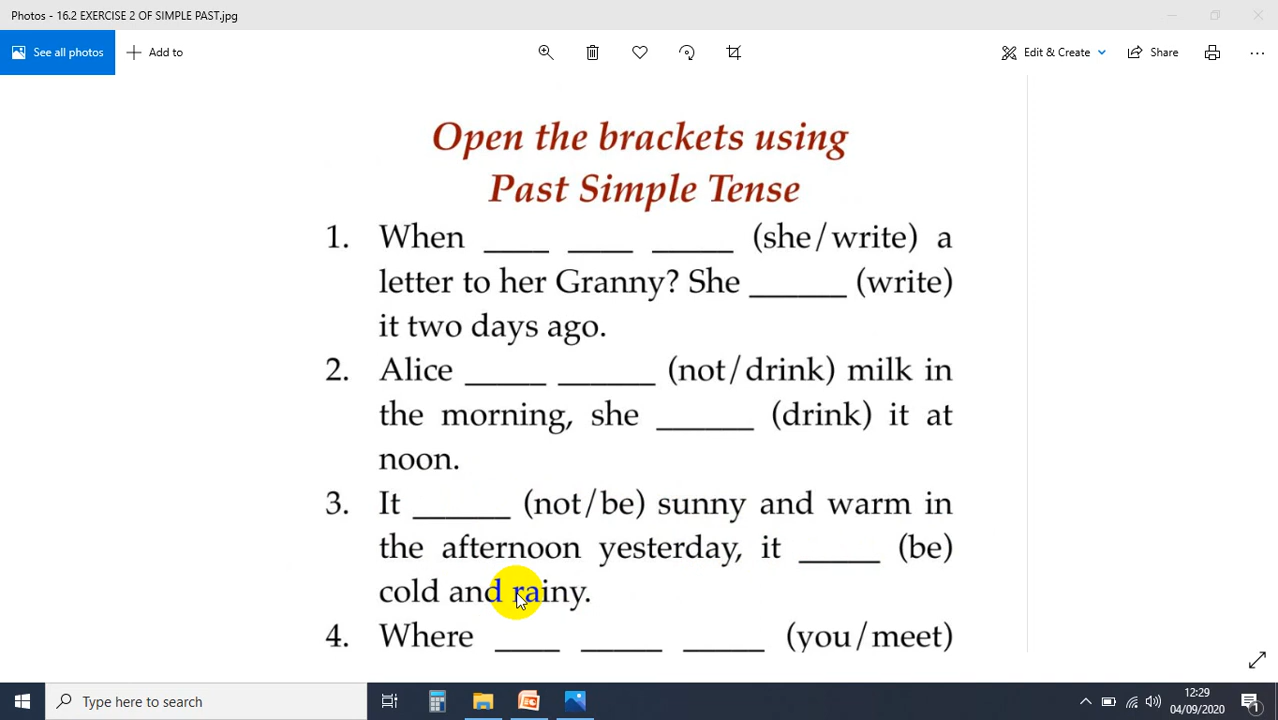 Photos - 16.2 EXERCISE 2 OF SIMPLE PAST.jpg
See all photos
Add to
Edit & Create
Share
Open the brackets using
Past Simple Tense
1. When ____ ____ _____ (she/write) a
letter to her Granny? She ______ (write)
it two days ago.
2. Alice _____ ______ (not/drink) milk in
the morning, she ______ (drink) it at
noon.
3. It ______ (not/be) sunny and warm in
the afternoon yesterday, it _____ (be)
cold and rainy.
4. Where ____ _____ _____ (you/meet)
Type here to search
12:29
04/09/2020
1